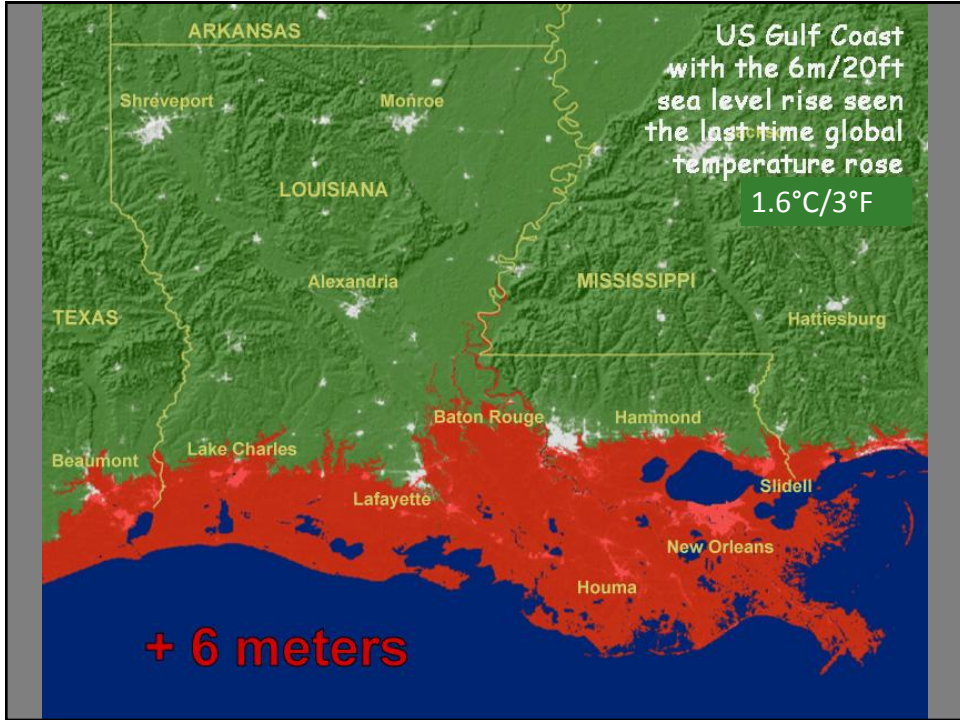 ARKANSAS
US Gulf Coast
with the 6m/20ft
sea level rise seen
the last time global
temperature rose
1.6°C/3°F
Shreveport
Monroe
LOUISIANA
Alexandria
MISSISSIPPI
TEXAS
Hattiesburg
Baton Rouge
Hammond
Lake Charles
Beaumont
Slidell
Lafayette
New Orleans
Houma
+ 6 meters